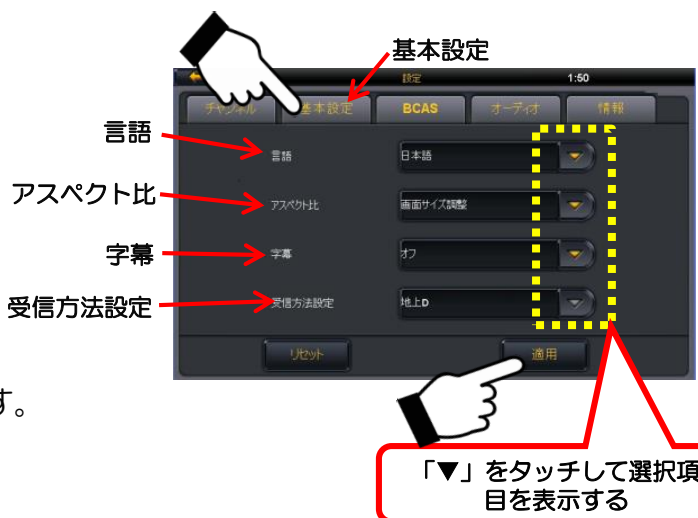 基本設定
設定 1:50
チャンネル 基本設定 BCAS オーディオ 情報
言語
言語 日本語
アスペクト比
アスペクト比 画面サイズ調整
字幕
字幕 オフ
受信方法設定
受信方法設定 地上D
リセット 適用
す。
「▼」をタッチして選択項
目を表示する